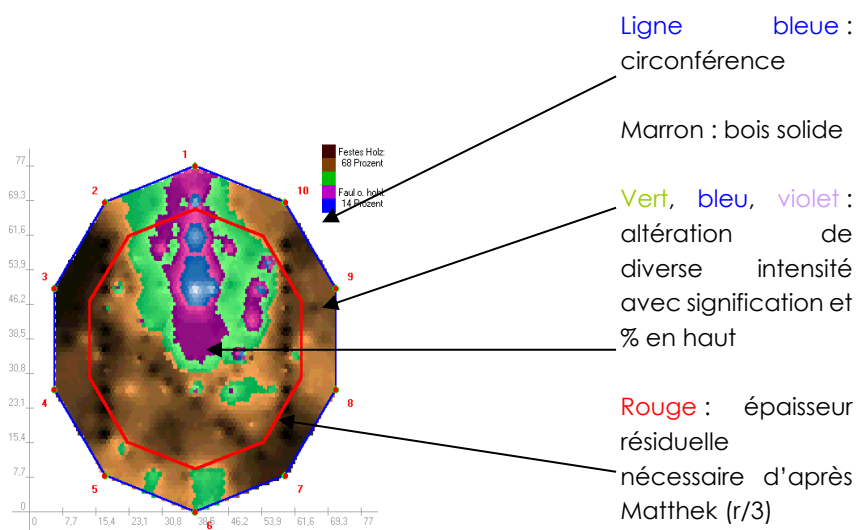 Ligne bleue :
circonférence
Marron : bois solide
Vert, bleu, violet :
altération de
diverse intensité
avec signification et
% en haut
Rouge : épaisseur
résiduelle
nécessaire d'après
Matthek (r/3)
Festes Holz:
68 Prozent
Faul o. hohl:
14 Prozent
1
2
10
3
9
4
8
5
7
6
77
69,3
61,6
53,9
46,2
38,5
30,8
23,1
15,4
7,7
0
0 7,7 15,4 23,1 30,8 38,5 46,2 53,9 61,6 69,3 77